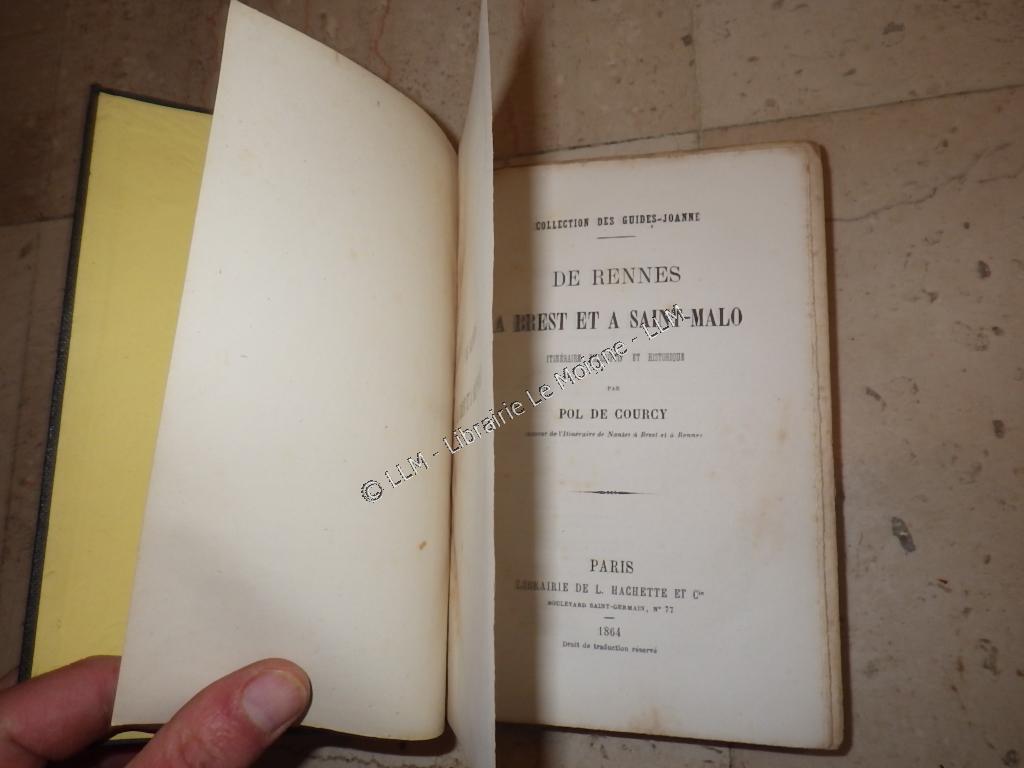 COLLECTION DES GUIDES-JOANNE
DE RENNES
A BREST ET A SAINT-MALO
ITINÉRAIRE ET HISTORIQUE
PAR
POL DE COURCY
auteur de l'Itinéraire de Nantes à Brest et à Rennes
PARIS
LIBRAIRIE DE L. HACHETTE ET Cie
BOULEVARD SAINT-GERMAIN, N° 77
1864
Droit de traduction réservé
© LLM - Librairie Le Moigne - LLM